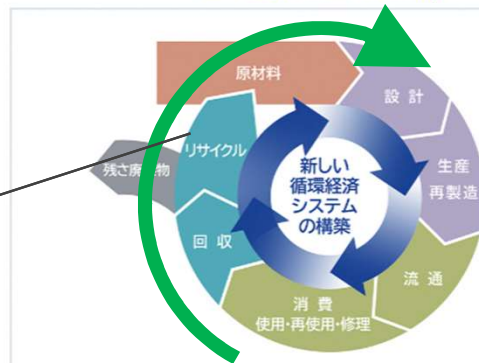 原材料
設計
生産
再製造
流通
消費
使用・再使用・修理
回収
リサイクル
新しい
循環経済
システム
の構築